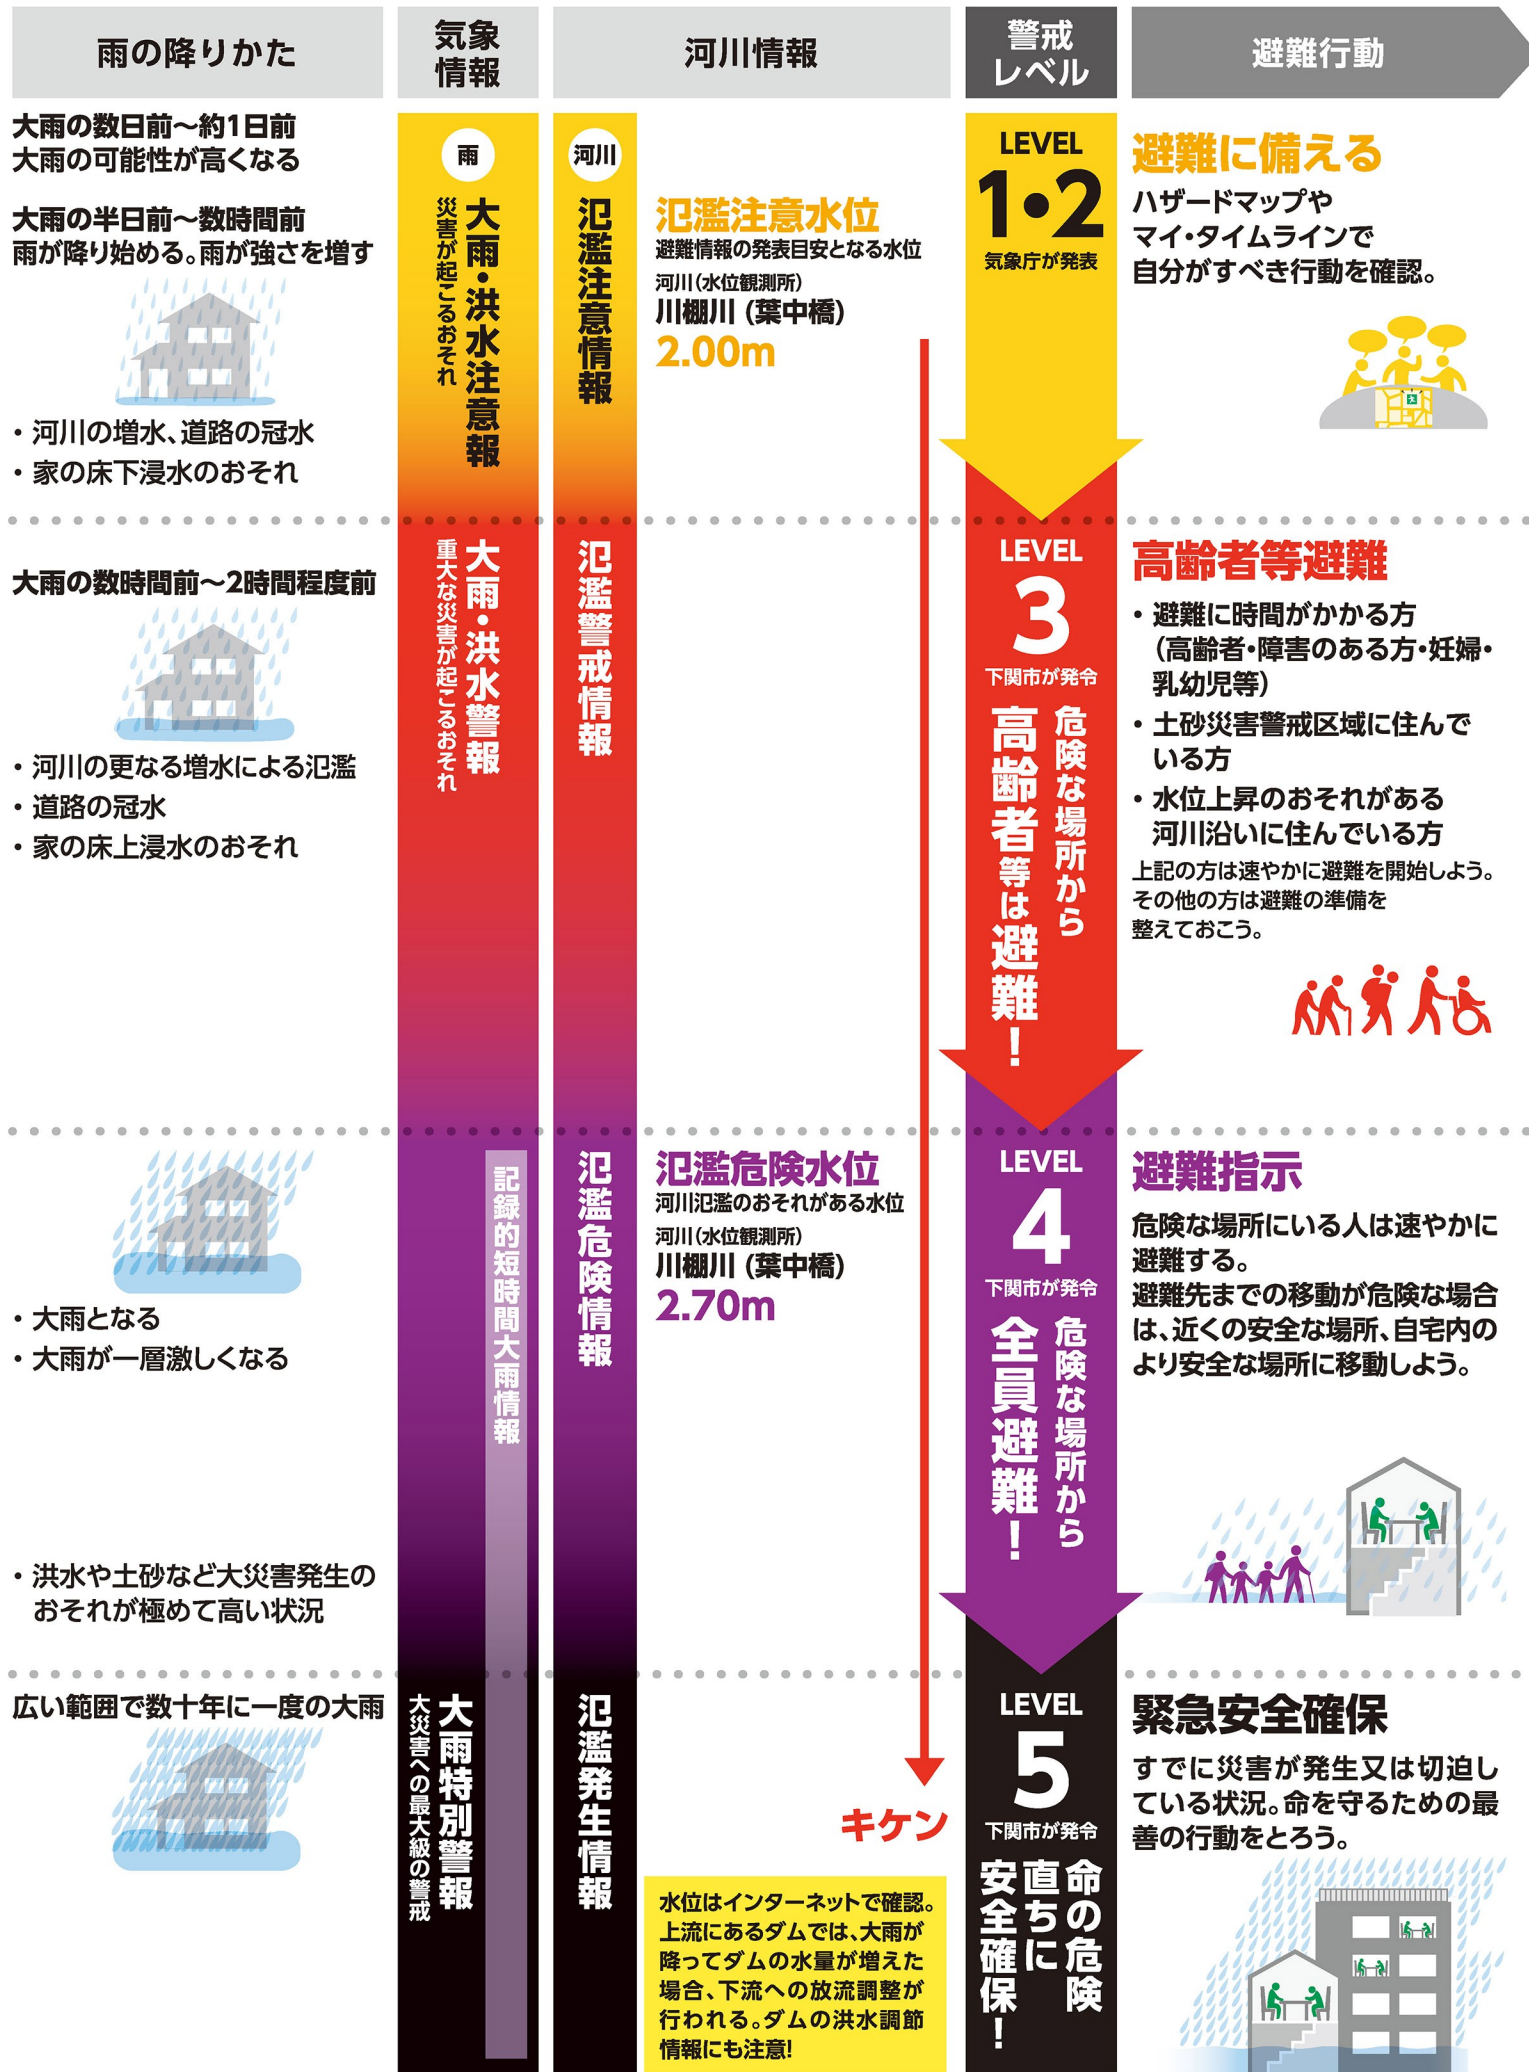 雨の降りかた
気象
情報
河川情報
警戒
レベル
避難行動
大雨の数日前～約1日前
大雨の可能性が高くなる
大雨の半日前～数時間前
雨が降り始める。雨が強さを増す
・河川の増水、道路の冠水
・家の床下浸水のおそれ
雨
大雨・洪水注意報
災害が起こるおそれ
河川
氾濫注意情報
氾濫注意水位
避難情報の発表目安となる水位
河川（水位観測所）
川棚川（葉中橋）
2.00m
LEVEL
1・2
気象庁が発表
避難に備える
ハザードマップや
マイ・タイムラインで
自分がすべき行動を確認。
大雨の数時間前～2時間程度前
・河川の更なる増水による氾濫
・道路の冠水
・家の床上浸水のおそれ
大雨・洪水警報
重大な災害が起こるおそれ
氾濫警戒情報
LEVEL
3
下関市が発令
危険な場所から
高齢者等は避難！
高齢者等避難
・避難に時間がかかる方
（高齢者・障害のある方・妊婦・
乳幼児等）
・土砂災害警戒区域に住んで
いる方
・水位上昇のおそれがある
河川沿いに住んでいる方
上記の方は速やかに避難を開始しよう。
その他の方は避難の準備を
整えておこう。
・大雨となる
・大雨が一層激しくなる
・洪水や土砂など大災害発生の
おそれが極めて高い状況
記録的短時間大雨情報
氾濫危険情報
氾濫危険水位
河川氾濫のおそれがある水位
河川（水位観測所）
川棚川（葉中橋）
2.70m
LEVEL
4
下関市が発令
危険な場所から
全員避難！
避難指示
危険な場所にいる人は速やかに
避難する。
避難先までの移動が危険な場合
は、近くの安全な場所、自宅内の
より安全な場所に移動しよう。
広い範囲で数十年に一度の大雨
大雨特別警報
大災害への最大級の警戒
氾濫発生情報
キケン
水位はインターネットで確認。
上流にあるダムでは、大雨が
降ってダムの水量が増えた
場合、下流への放流調整が
行われる。ダムの洪水調節
情報にも注意!
LEVEL
5
下関市が発令
命の危険
直ちに
安全確保！
緊急安全確保
すでに災害が発生又は切迫し
ている状況。命を守るための最
善の行動をとろう。